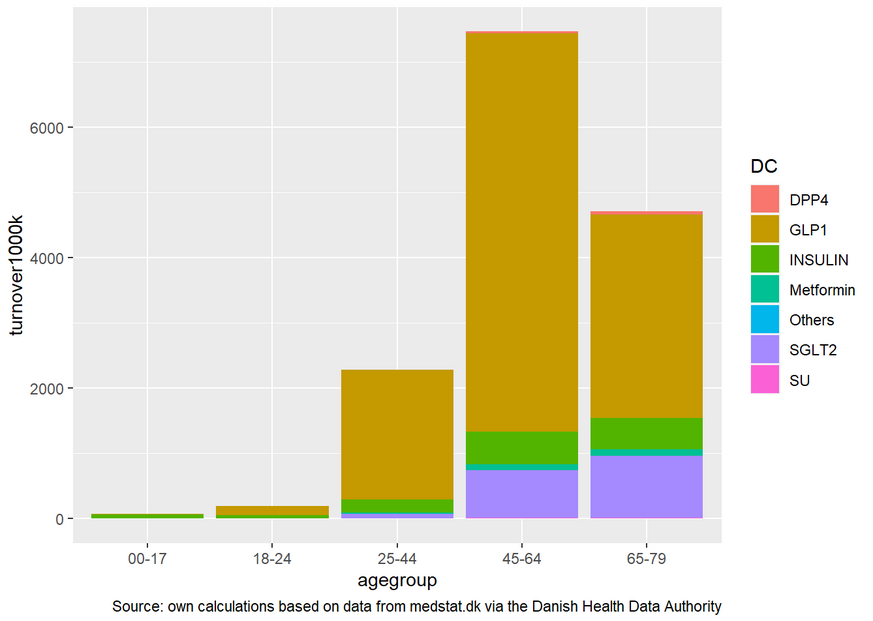 turnover1000k
6000
4000
2000
0
00-17
18-24
25-44
45-64
65-79
agegroup
DC
DPP4
GLP1
INSULIN
Metformin
Others
SGLT2
SU
Source: own calculations based on data from medstat.dk via the Danish Health Data Authority